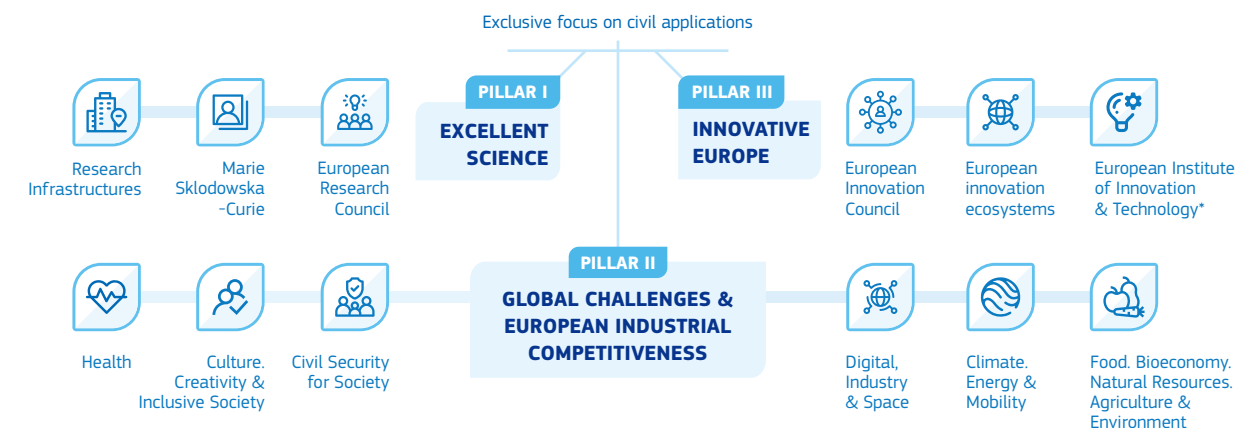 Exclusive focus on civil applications
PILLAR I
EXCELLENT
SCIENCE
Research
Infrastructures
Marie
Sklodowska
-Curie
European
Research
Council
PILLAR III
INNOVATIVE
EUROPE
European
Innovation
Council
European
innovation
ecosystems
European Institute
of Innovation
& Technology*
PILLAR II
GLOBAL CHALLENGES &
EUROPEAN INDUSTRIAL
COMPETITIVENESS
Health
Culture.
Creativity &
Inclusive Society
Civil Security
for Society
Digital,
Industry
& Space
Climate.
Energy &
Mobility
Food. Bioeconomy.
Natural Resources.
Agriculture &
Environment